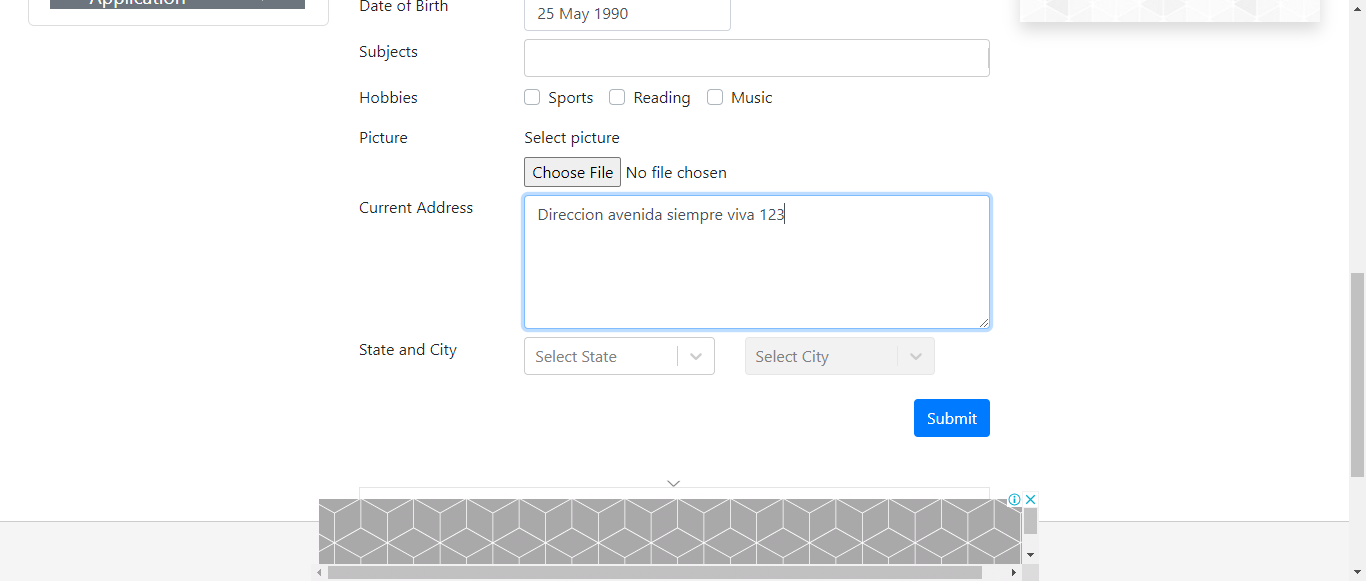 Application
Date of Birth
25 May 1990
Subjects
Hobbies
Sports Reading Music
Picture
Select picture
Choose File No file chosen
Current Address
Direccion avenida siempre viva 123
State and City
Select State
Select City
Submit